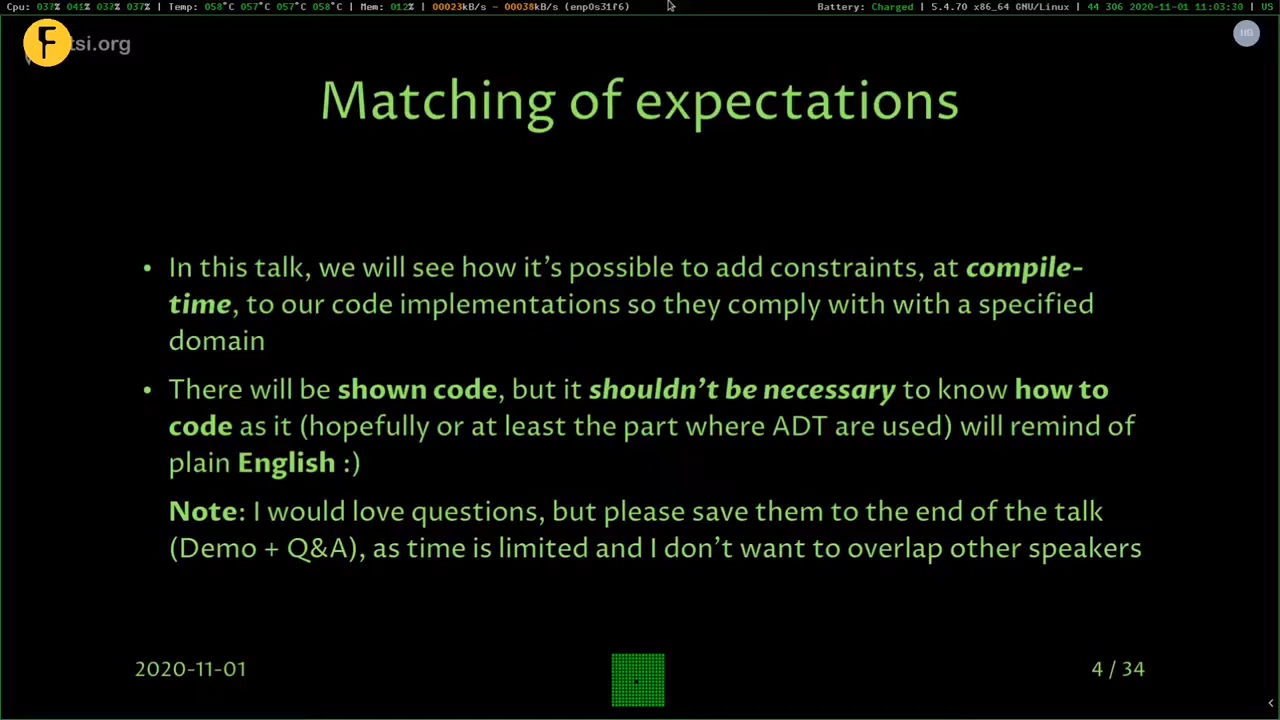 Cpu: 037% 041% 033% 037% | Temp: 058°C 057°C 057°C 058°C | Mem: 012% | 00023kB/s - 00038kB/s (enp0s31f6) Battery: Charged | 5.4.70 x86_64 GNU/Linux | 44 306 2020-11-01 11:03:30 | US
tsi.org
Matching of expectations
• In this talk, we will see how it's possible to add constraints, at compile-
time, to our code implementations so they comply with with a specified
domain
• There will be shown code, but it shouldn't be necessary to know how to
code as it (hopefully or at least the part where ADT are used) will remind of
plain English :)
Note: I would love questions, but please save them to the end of the talk
(Demo + Q&A), as time is limited and I don't want to overlap other speakers
2020-11-01 4 / 34